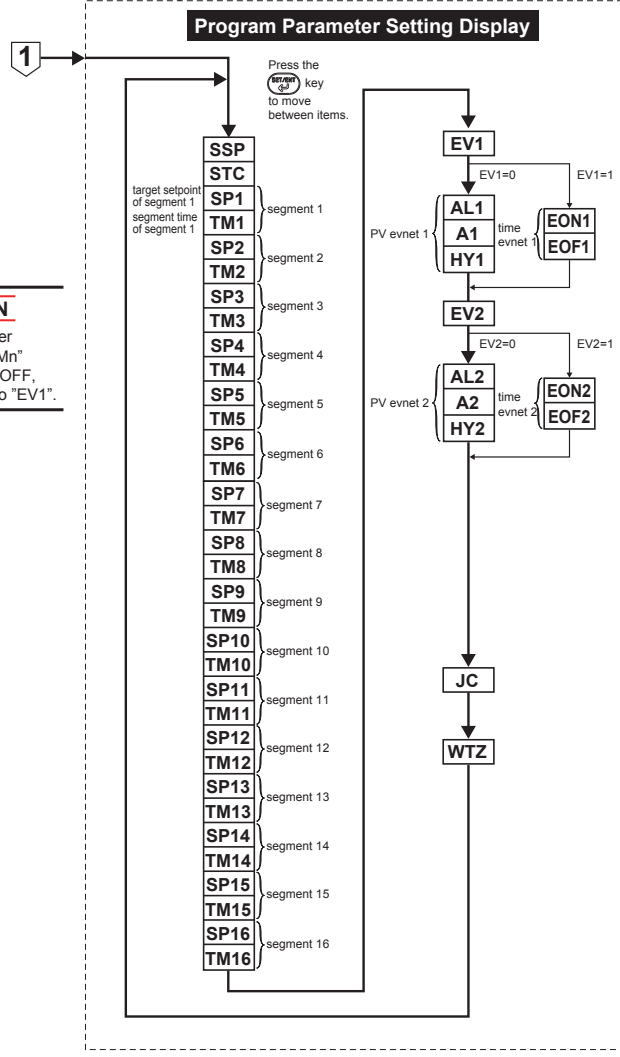 Program Parameter Setting Display
1
Press the
SET/ENT key
to move
between items.
N
er
Mn"
OFF,
o "EV1".
SSP
STC
target setpoint
of segment 1
SP1
segment time
of segment 1
TM1
segment 1
SP2
TM2
segment 2
SP3
TM3
segment 3
SP4
TM4
segment 4
SP5
TM5
segment 5
SP6
TM6
segment 6
SP7
TM7
segment 7
SP8
TM8
segment 8
SP9
TM9
segment 9
SP10
TM10
segment 10
SP11
TM11
segment 11
SP12
TM12
segment 12
SP13
TM13
segment 13
SP14
TM14
segment 14
SP15
TM15
segment 15
SP16
TM16
segment 16
EV1
EV1=0
EV1=1
PV evnet 1
AL1
A1
HY1
time
evnet 1
EON1
EOF1
EV2
EV2=0
EV2=1
PV evnet 2
AL2
A2
HY2
time
evnet 2
EON2
EOF2
JC
WTZ